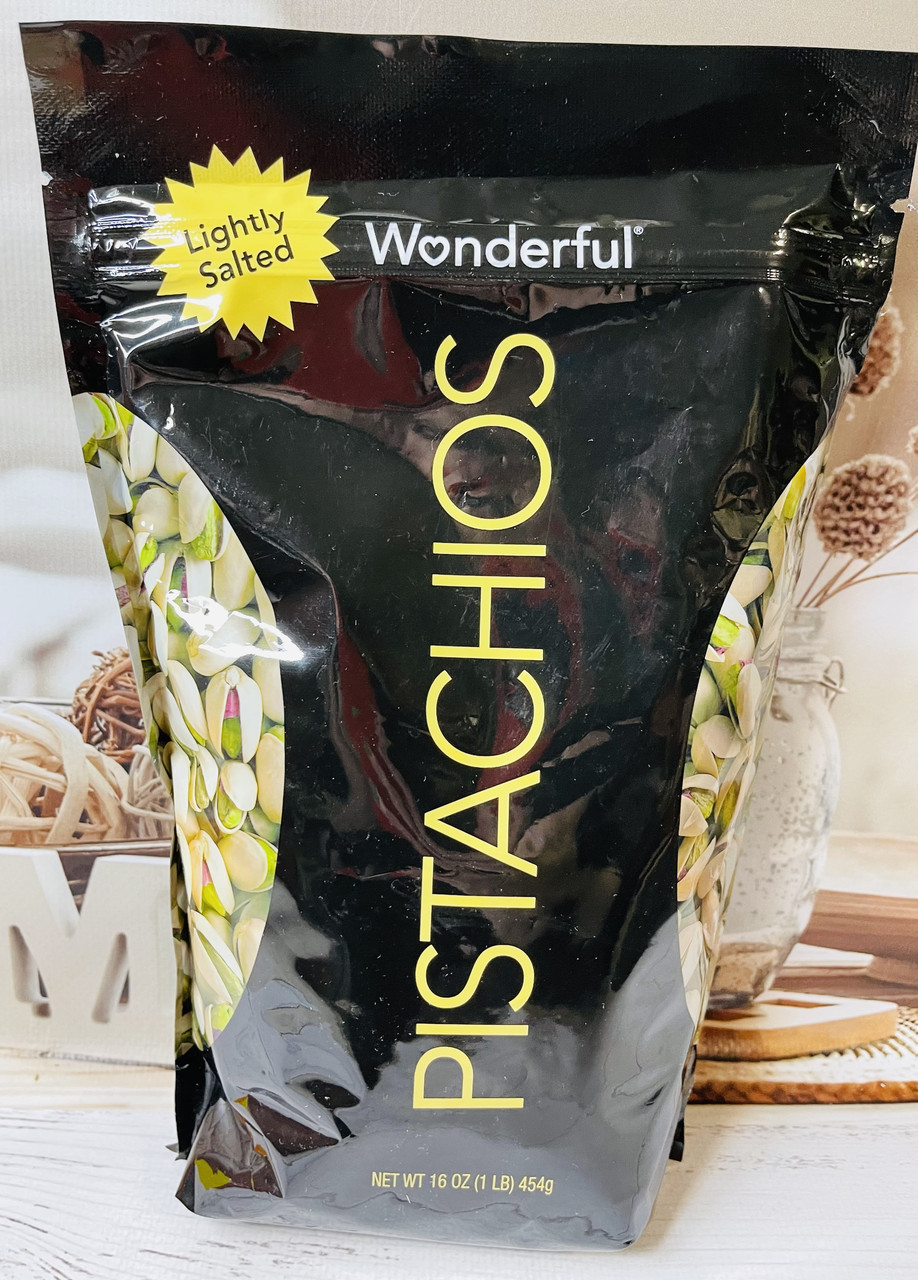 Lightly
Salted
Wonderful®
PISTACHIOS
NET WT 16 OZ (1 LB) 454g
M